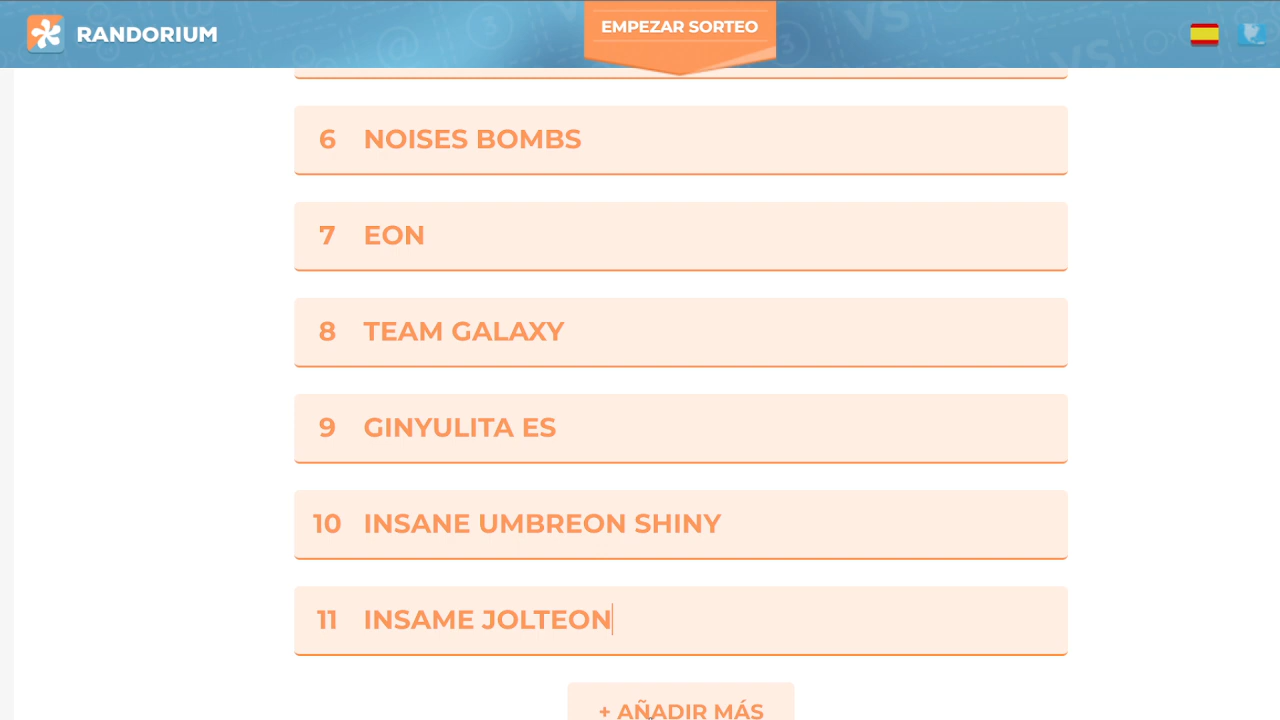 RANDORIUM
EMPEZAR SORTEO
6 NOISES BOMBS
7 EON
8 TEAM GALAXY
9 GINYULITA ES
10 INSANE UMBREON SHINY
11 INSAME JOLTEON
+ AÑADIR MÁS